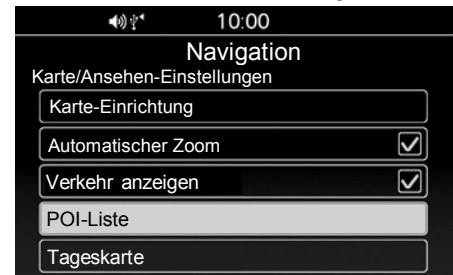 10:00
Navigation
Karte/Ansehen-Einstellungen
Karte-Einrichtung
Automatischer Zoom
Verkehr anzeigen
POI-Liste
Tageskarte